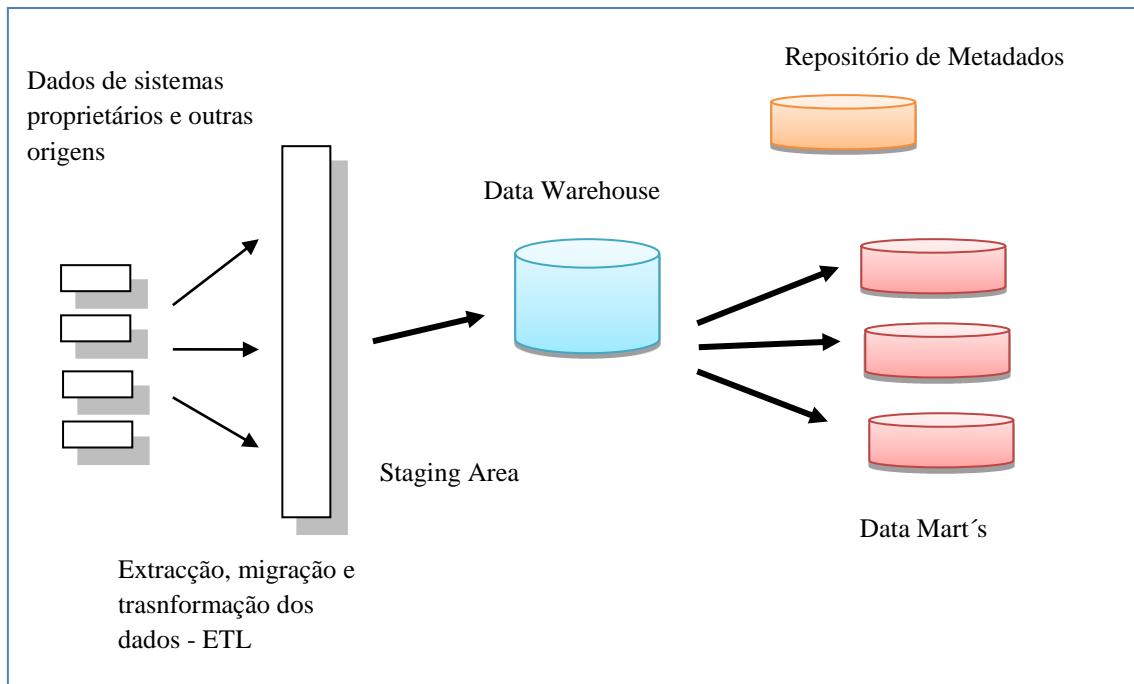 Repositório de Metadados
Dados de sistemas
proprietários e outras
origens
Data Warehouse
Staging Area
Data Mart´s
Extracção, migração e
trasnformação dos
dados - ETL